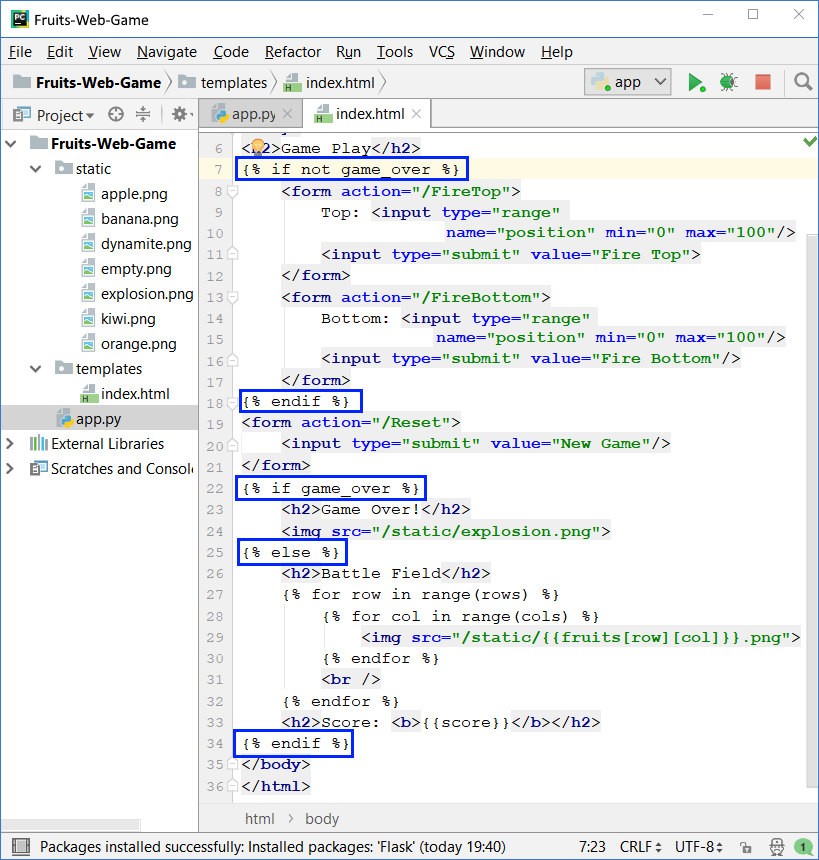 Fruits-Web-Game
File Edit View Navigate Code Refactor Run Tools VCS Window Help
Fruits-Web-Game templates index.html app
Project app.py index.html
Fruits-Web-Game
static
apple.png
banana.png
dynamite.png
empty.png
explosion.png
kiwi.png
orange.png
templates
index.html
app.py
External Libraries
Scratches and Consol
6 <h2>Game Play</h2>
7 {% if not game_over %}
8 <form action="/FireTop">
9 Top: <input type="range"
10 name="position" min="0" max="100"/>
11 <input type="submit" value="Fire Top">
12 </form>
13 <form action="/FireBottom">
14 Bottom: <input type="range"
15 name="position" min="0" max="100"/>
16 <input type="submit" value="Fire Bottom"/>
17 </form>
18 {% endif %}
19 <form action="/Reset">
20 <input type="submit" value="New Game"/>
21 </form>
22 {% if game_over %}
23 <h2>Game Over!</h2>
24 <img src="/static/explosion.png">
25 {% else %}
26 <h2>Battle Field</h2>
27 {% for row in range(rows) %}
28 {% for col in range(cols) %}
29 <img src="/static/{{fruits[row][col]}}.png">
30 {% endfor %}
31 <br />
32 {% endfor %}
33 <h2>Score: <b>{{score}}</b></h2>
34 {% endif %}
35 </body>
36 </html>
html body
Packages installed successfully: Installed packages: 'Flask' (today 19:40) 7:23 CRLF UTF-8 1